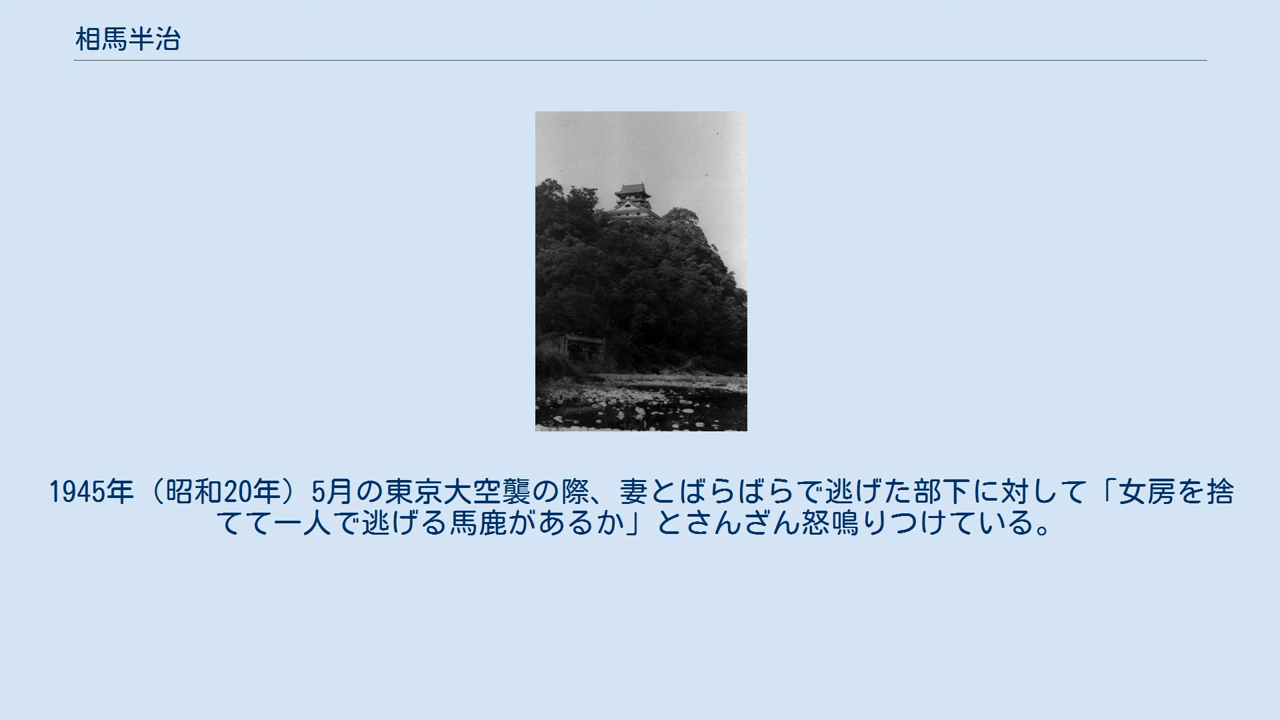 相馬半治
1945年（昭和20年）5月の東京大空襲の際、妻とばらばらで逃げた部下に対して「女房を捨
てて一人で逃げる馬鹿があるか」とさんざん怒鳴りつけている。